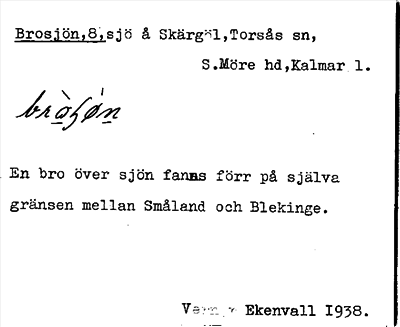 Brosjön,8,sjö å Skärgöl,Torsås sn,
S.Möre hd,Kalmar l.
En bro över sjön fanns förr på själva
gränsen mellan Småland och Blekinge.
Ekenvall 1938.